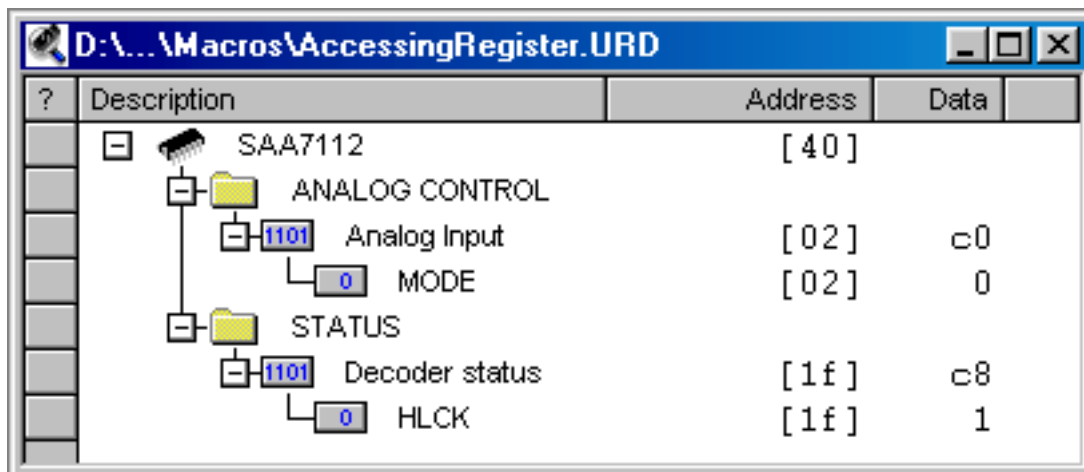 D:\...\Macros\AccessingRegister.URD
? Description Address Data
SAA7112 [40]
ANALOG CONTROL
1101 Analog Input [02] c0
0 MODE [02] 0
STATUS
1101 Decoder status [1f] c8
0 HLCK [1f] 1